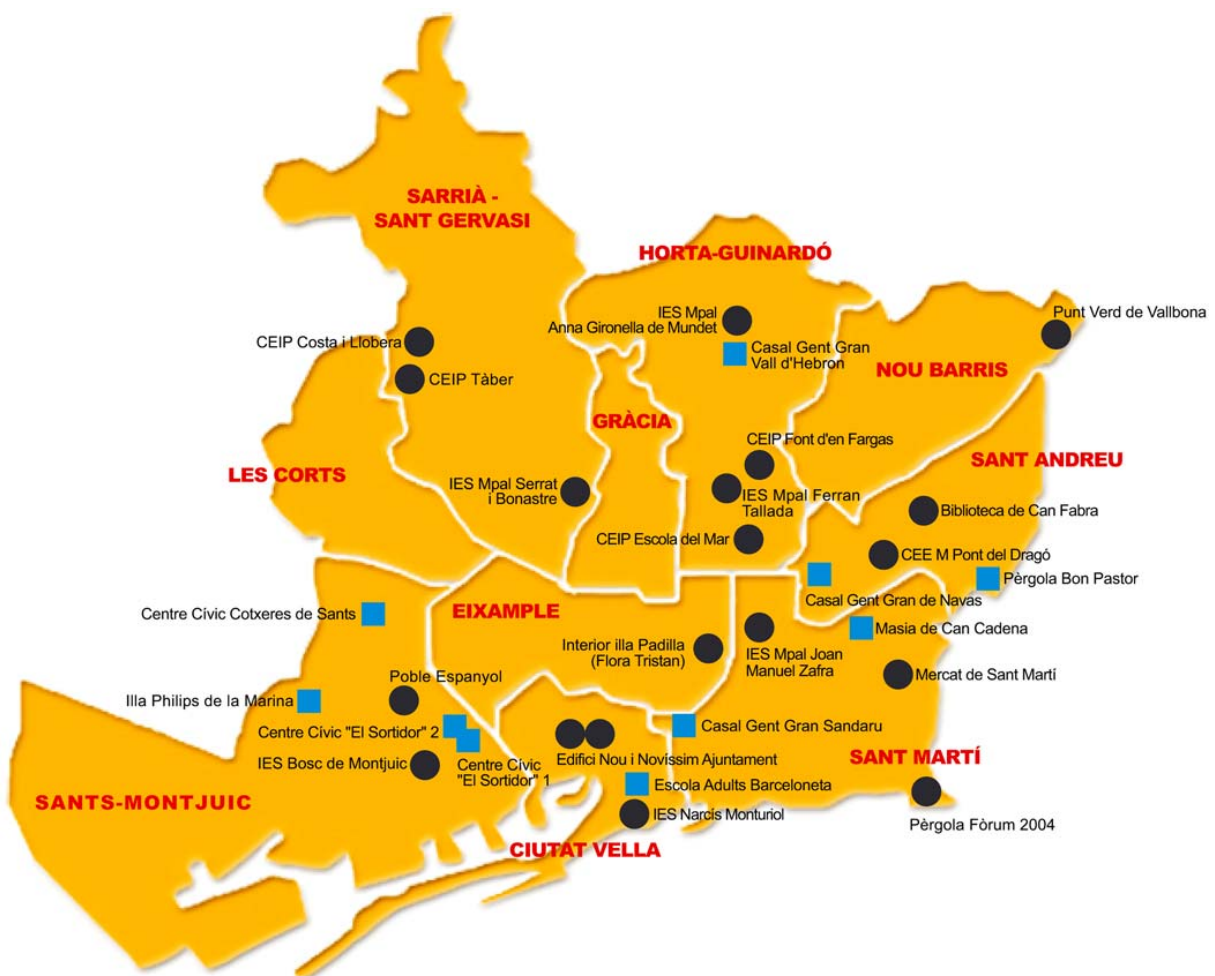 SARRIÀ -
SANT GERVASI
HORTA-GUINARDÓ
IES Mpal
Anna Gironella de Mundet
Punt Verd de Vallbona
CEIP Costa i Llobera
Casal Gent Gran
Vall d'Hebron
CEIP Tàber
NOU BARRIS
GRÀCIA
CEIP Font d'en Fargas
LES CORTS
SANT ANDREU
IES Mpal Serrat
i Bonastre
IES Mpal Ferran
Tallada
Biblioteca de Can Fabra
CEIP Escola del Mar
CEE M Pont del Dragó
Pèrgola Bon Pastor
Casal Gent Gran de Navas
Centre Cívic Cotxeres de Sants
EIXAMPLE
Masia de Can Cadena
Interior illa Padilla
(Flora Tristan)
IES Mpal Joan
Manuel Zafra
Poble Espanyol
Mercat de Sant Martí
Illa Philips de la Marina
Centre Cívic "El Sortidor" 2
Casal Gent Gran Sandaru
IES Bosc de Montjuic
Centre Cívic
"El Sortidor" 1
Edifici Nou i Novíssim Ajuntament
SANT MARTÍ
Escola Adults Barceloneta
SANTS-MONTJUIC
IES Narcís Monturiol
Pèrgola Fòrum 2004
CIUTAT VELLA